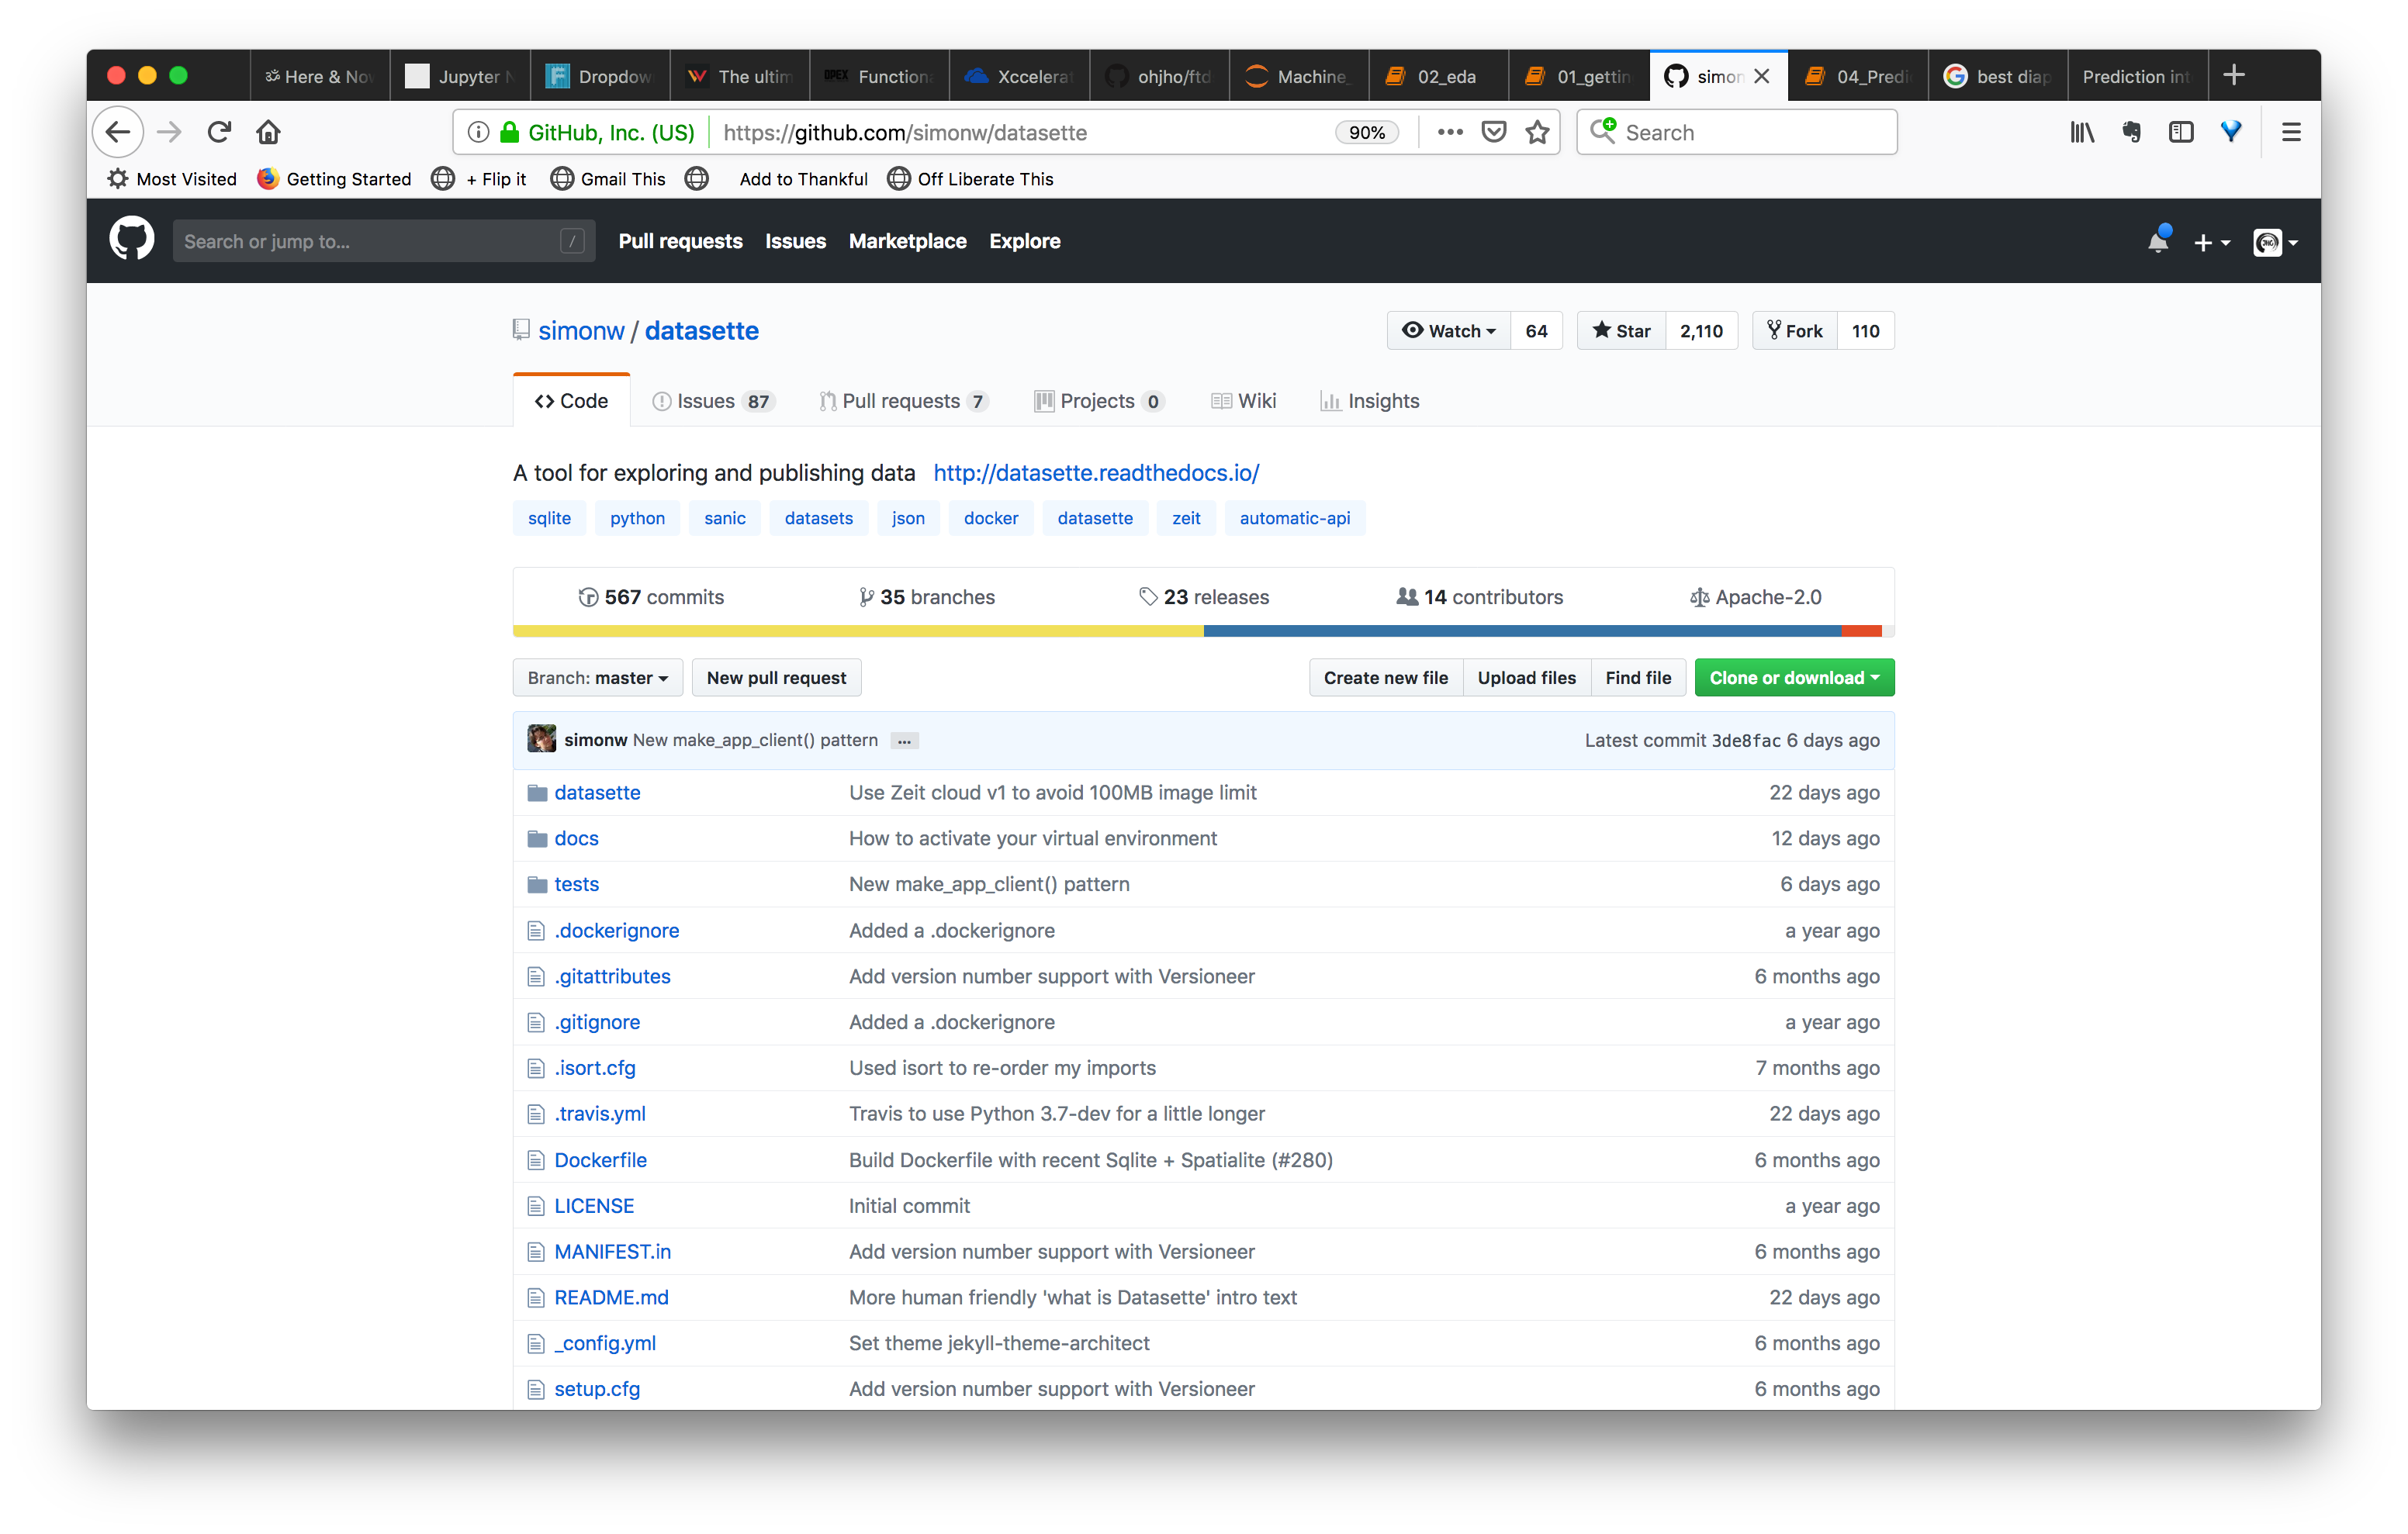 ॐ Here & Now Jupyter N Dropdow The ultim OPEX Functiona Xccelerat ohjho/ftd Machine_ 02_eda 01_gettin simon 04_Predi best diap Prediction int
GitHub, Inc. (US) https://github.com/simonw/datasette 90% Search
Most Visited Getting Started + Flip it Gmail This Add to Thankful Off Liberate This
Search or jump to... / Pull requests Issues Marketplace Explore
simonw / datasette Watch 64 Star 2,110 Fork 110
Code Issues 87 Pull requests 7 Projects 0 Wiki Insights
A tool for exploring and publishing data http://datasette.readthedocs.io/
sqlite python sanic datasets json docker datasette zeit automatic-api
567 commits 35 branches 23 releases 14 contributors Apache-2.0
Branch: master New pull request Create new file Upload files Find file Clone or download
simonw New make_app_client() pattern ... Latest commit 3de8fac 6 days ago
datasette Use Zeit cloud v1 to avoid 100MB image limit 22 days ago
docs How to activate your virtual environment 12 days ago
tests New make_app_client() pattern 6 days ago
.dockerignore Added a .dockerignore a year ago
.gitattributes Add version number support with Versioneer 6 months ago
.gitignore Added a .dockerignore a year ago
.isort.cfg Used isort to re-order my imports 7 months ago
.travis.yml Travis to use Python 3.7-dev for a little longer 22 days ago
Dockerfile Build Dockerfile with recent Sqlite + Spatialite (#280) 6 months ago
LICENSE Initial commit a year ago
MANIFEST.in Add version number support with Versioneer 6 months ago
README.md More human friendly 'what is Datasette' intro text 22 days ago
_config.yml Set theme jekyll-theme-architect 6 months ago
setup.cfg Add version number support with Versioneer 6 months ago